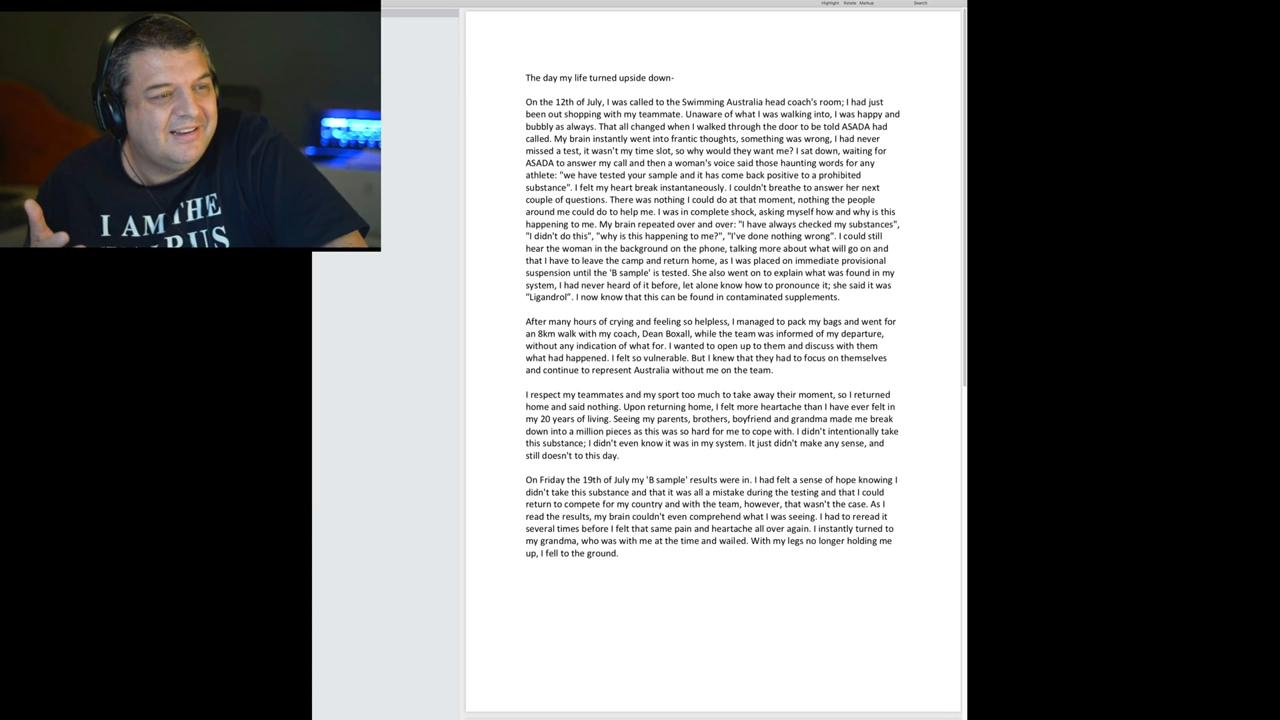 Highlight Rotate Markup Search
I AM THE
The day my life turned upside down-
On the 12th of July, I was called to the Swimming Australia head coach's room; I had just
been out shopping with my teammate. Unaware of what I was walking into, I was happy and
bubbly as always. That all changed when I walked through the door to be told ASADA had
called. My brain instantly went into frantic thoughts, something was wrong, I had never
missed a test, it wasn't my time slot, so why would they want me? I sat down, waiting for
ASADA to answer my call and then a woman's voice said those haunting words for any
athlete: "we have tested your sample and it has come back positive to a prohibited
substance". I felt my heart break instantaneously. I couldn't breathe to answer her next
couple of questions. There was nothing I could do at that moment, nothing the people
around me could do to help me. I was in complete shock, asking myself how and why is this
happening to me. My brain repeated over and over: "I have always checked my substances",
"I didn't do this", "why is this happening to me?", "I've done nothing wrong". I could still
hear the woman in the background on the phone, talking more about what will go on and
that I have to leave the camp and return home, as I was placed on immediate provisional
suspension until the 'B sample' is tested. She also went on to explain what was found in my
system, I had never heard of it before, let alone know how to pronounce it; she said it was
"Ligandrol". I now know that this can be found in contaminated supplements.
After many hours of crying and feeling so helpless, I managed to pack my bags and went for
an 8km walk with my coach, Dean Boxall, while the team was informed of my departure,
without any indication of what for. I wanted to open up to them and discuss with them
what had happened. I felt so vulnerable. But I knew that they had to focus on themselves
and continue to represent Australia without me on the team.
I respect my teammates and my sport too much to take away their moment, so I returned
home and said nothing. Upon returning home, I felt more heartache than I have ever felt in
my 20 years of living. Seeing my parents, brothers, boyfriend and grandma made me break
down into a million pieces as this was so hard for me to cope with. I didn't intentionally take
this substance; I didn't even know it was in my system. It just didn't make any sense, and
still doesn't to this day.
On Friday the 19th of July my 'B sample' results were in. I had felt a sense of hope knowing I
didn't take this substance and that it was all a mistake during the testing and that I could
return to compete for my country and with the team, however, that wasn't the case. As I
read the results, my brain couldn't even comprehend what I was seeing. I had to reread it
several times before I felt that same pain and heartache all over again. I instantly turned to
my grandma, who was with me at the time and wailed. With my legs no longer holding me
up, I fell to the ground.